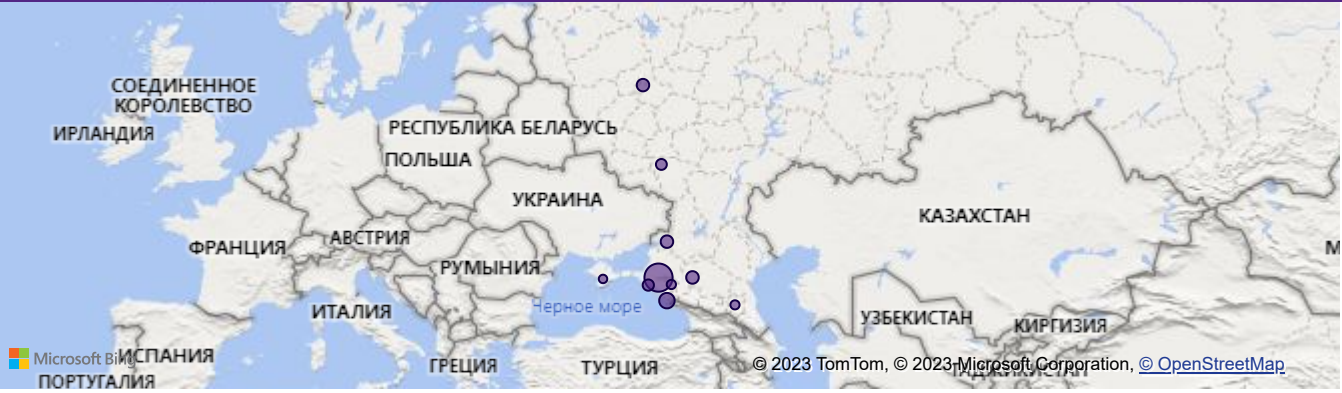 СОЕДИНЕННОЕ
КОРОЛЕВСТВО
ИРЛАНДИЯ
РЕСПУБЛИКА БЕЛАРУСЬ
ПОЛЬША
УКРАИНА
КАЗАХСТАН
ФРАНЦИЯ
АВСТРИЯ
РУМЫНИЯ
Черное море
ИТАЛИЯ
УЗБЕКИСТАН
КИРГИЗИЯ
М
Microsoft Bing
ИСПАНИЯ
ГРЕЦИЯ
ТУРЦИЯ
© 2023 TomTom, © 2023 Microsoft Corporation, © OpenStreetMap
ТАДЖИКИСТАН
ПОРТУГАЛИЯ